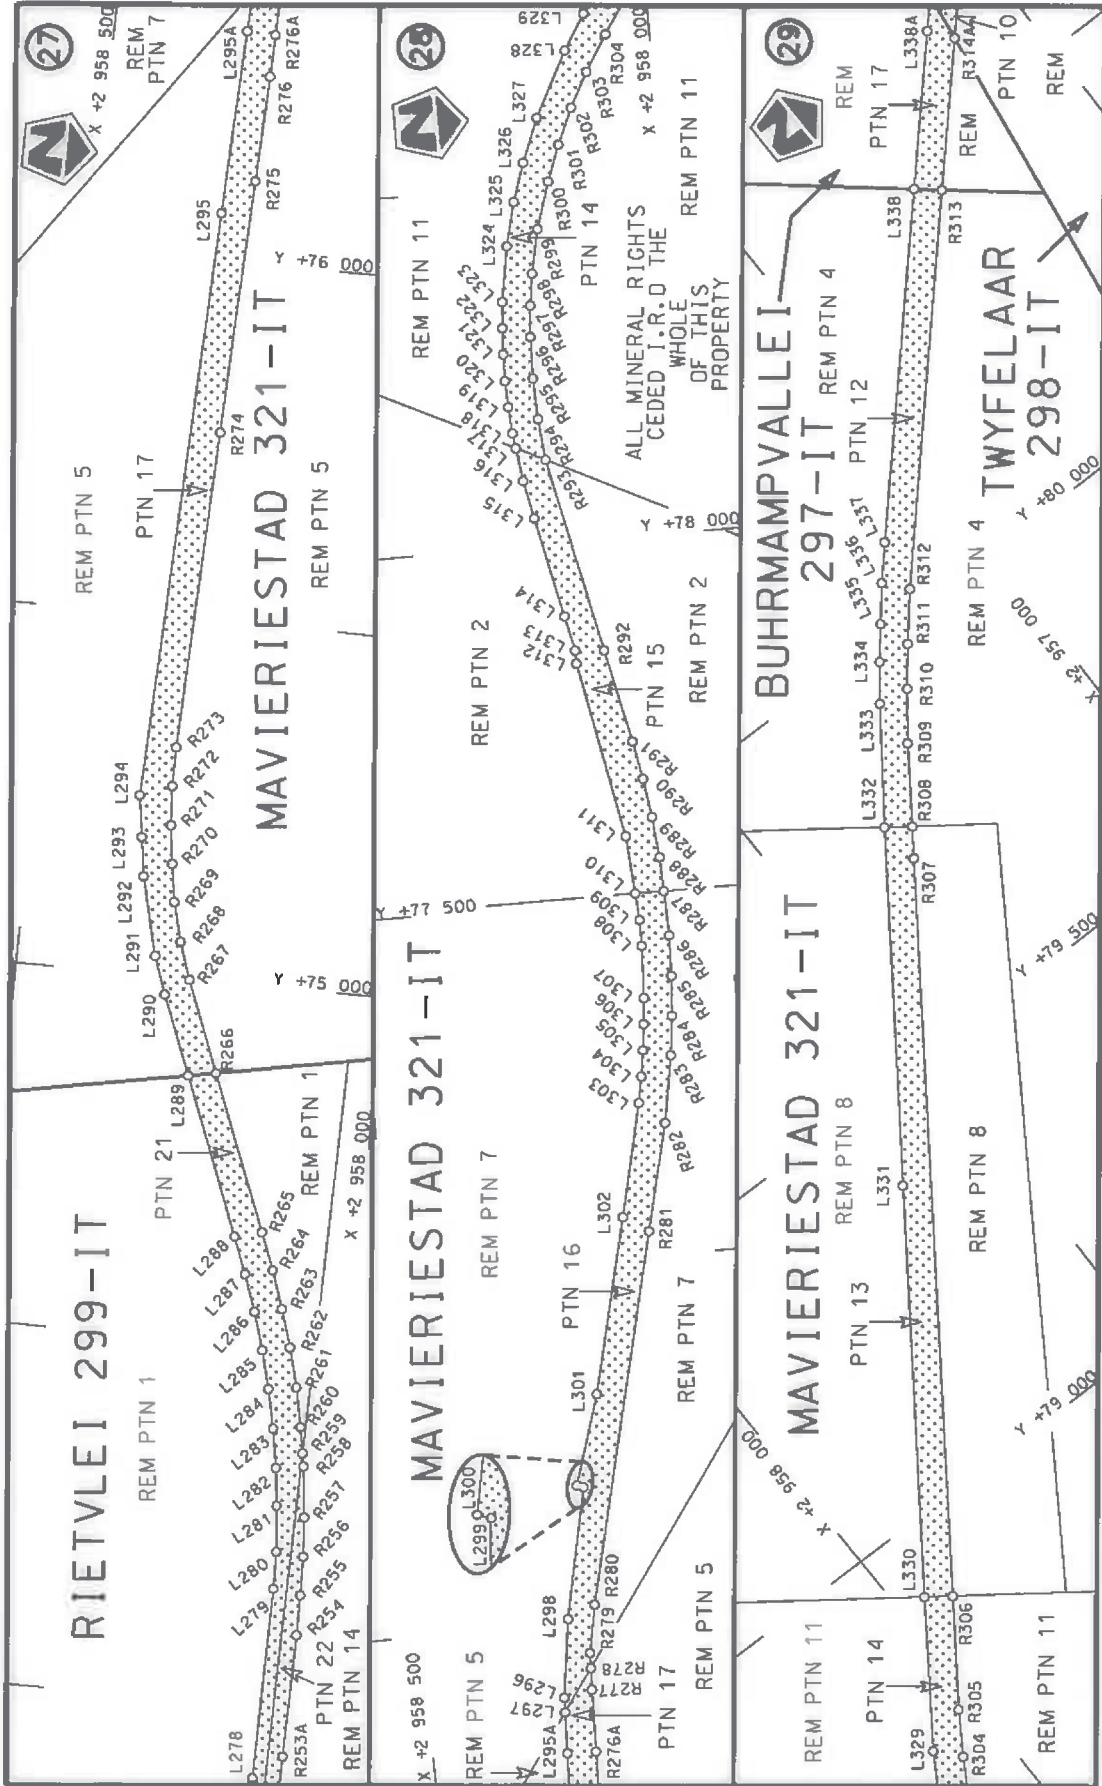 27
N
X +2 958 500
REM
PTN 7
L295A
R276A
R276
R275
L295
Y +76 000
REM PTN 5
PTN 17
R274
MAVIERIESTAD 321-IT
REM PTN 5
L294
L293
L292
L291
L290
R273
R272
R271
R270
R269
R268
R267
Y +75 000
L289
R266
PTN 21
REM PTN 1
X +2 958 000
RIETVLEI 299-IT
REM PTN 1
L288
L287
L286
L285
L284
L283
L282
L281
L280
L279
L278
R265
R264
R263
R262
R261
R260
R259
R258
R257
R256
R255
R254
R253A
PTN 22
REM PTN 14
28
N
L329
L328
L327
L326
L325
L324
L323
L322
L321
L320
L319
L318
L317
L316
L315
L314
L313
L312
X +2 958 000
R304
R303
R302
R301
R300
R299
R298
R297
R296
R295
R294
R293
REM PTN 11
PTN 14
REM PTN 11
ALL MINERAL RIGHTS
CEDED I.R.D THE
WHOLE
OF THIS
PROPERTY
Y +78 000
REM PTN 2
R292
PTN 15
REM PTN 2
L311
L310
L309
L308
L307
L306
L305
L304
L303
R291
R290
R289
R288
R287
R286
R285
R284
R283
R282
Y +77 500
MAVIERIESTAD 321-IT
REM PTN 7
L302
R281
PTN 16
REM PTN 7
L301
L300
L299
L298
R280
R279
R278
R277
L296
L297
L295A
R276A
X +2 958 500
REM PTN 5
PTN 17
REM PTN 5
29
N
REM
PTN 17
L338A
R314A
PTN 10
REM
REM
L338
R313
BUHRMAMPVALLEI
297-IT
REM PTN 4
PTN 12
TWYFELAAR
298-IT
Y +80 000
REM PTN 4
X +2 957 000
L337
L336
L335
L334
L333
L332
R312
R311
R310
R309
R308
R307
Y +79 500
MAVIERIESTAD 321-IT
REM PTN 8
L331
REM PTN 8
PTN 13
Y +79 000
X +2 958 000
L330
R306
REM PTN 11
PTN 14
L329
R305
R304
REM PTN 11